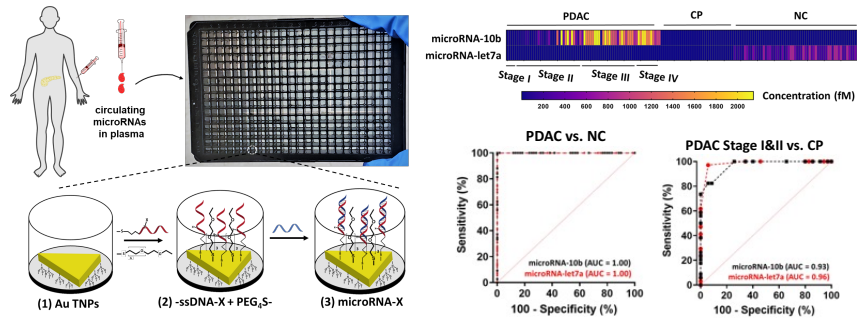 circulating
microRNAs
in plasma
(1) Au TNPs
(2) -ssDNA-X + PEG₄S-
(3) microRNA-X
PDAC CP NC
microRNA-10b
microRNA-let7a
Stage I Stage II Stage III Stage IV
200 400 600 800 1000 1200 1400 1600 1800 2000 Concentration (fM)
PDAC vs. NC
Sensitivity (%)
100
80
60
40
20
0
microRNA-10b (AUC = 1.00)
microRNA-let7a (AUC = 1.00)
0 20 40 60 80 100
100 - Specificity (%)
PDAC Stage I&II vs. CP
Sensitivity (%)
100
80
60
40
20
0
microRNA-10b (AUC = 0.93)
microRNA-let7a (AUC = 0.96)
0 20 40 60 80 100
100 - Specificity (%)